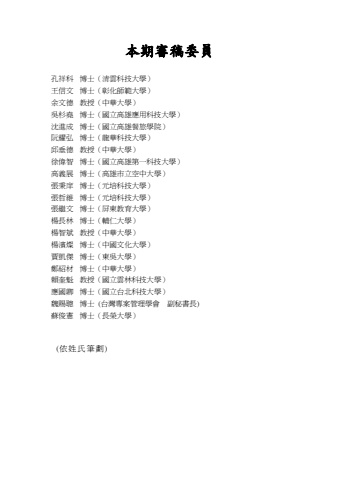 本期審稿委員
孔祥科 博士（清雲科技大學）
王信文 博士（彰化師範大學）
余文德 教授（中華大學）
吳杉堯 博士（國立高雄應用科技大學）
沈進成 博士（國立高雄餐旅學院）
阮耀弘 博士（龍華科技大學）
邱垂德 教授（中華大學）
徐偉智 博士（國立高雄第一科技大學）
高義展 博士（高雄市立空中大學）
張秉庠 博士（元培科技大學）
張哲維 博士（元培科技大學）
張繼文 博士（屏東教育大學）
楊長林 博士（輔仁大學）
楊智斌 教授（中華大學）
楊濱燦 博士（中國文化大學）
賈凱傑 博士（東吳大學）
鄭紹材 博士（中華大學）
賴奎魁 教授（國立雲林科技大學）
應國卿 博士（國立台北科技大學）
魏賜聰 博士（台灣專案管理學會 副秘書長）
蘇俊憲 博士（長榮大學）
(依姓氏筆劃)